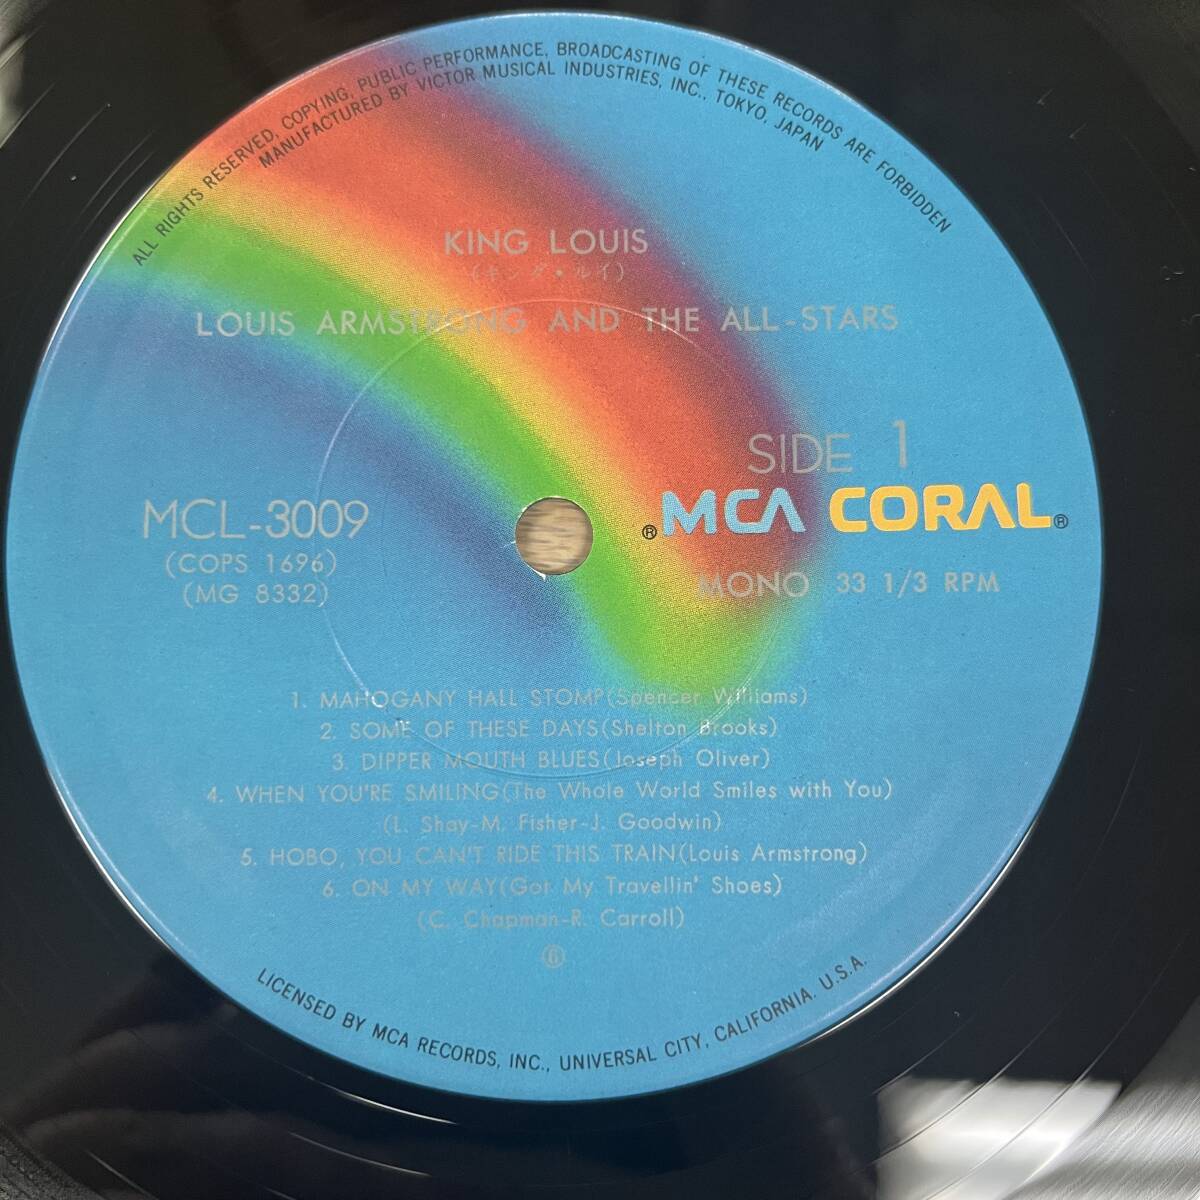 ALL RIGHTS RESERVED, COPYING, PUBLIC PERFORMANCE, BROADCASTING OF THESE RECORDS ARE FORBIDDEN
MANUFACTURED BY VICTOR MUSICAL INDUSTRIES, INC., TOKYO, JAPAN
KING LOUIS
(キング・ルイ)
LOUIS ARMSTRONG AND THE ALL-STARS
SIDE 1
® MCA CORAL ®
MCL-3009
(COPS 1696)
(MG 8332)
MONO 33 1/3 RPM
1. MAHOGANY HALL STOMP(Spencer Williams)
2. SOME OF THESE DAYS(Shelton Brooks)
3. DIPPER MOUTH BLUES(Joseph Oliver)
4. WHEN YOU'RE SMILING(The Whole World Smiles with You)
(L. Shay-M. Fisher-J. Goodwin)
5. HOBO, YOU CAN'T RIDE THIS TRAIN(Louis Armstrong)
6. ON MY WAY(Got My Travellin' Shoes)
(C. Chapman-R. Carroll)
⑥
LICENSED BY MCA RECORDS, INC., UNIVERSAL CITY, CALIFORNIA. U.S.A.